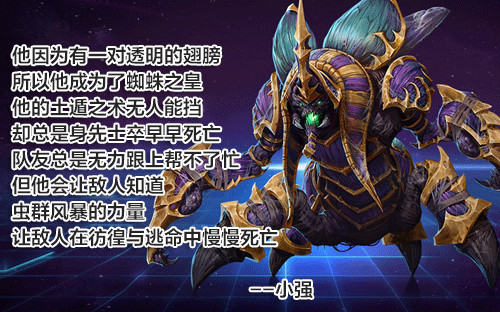 他因为有一对透明的翅膀
所以他成为了蜘蛛之皇
他的土遁之术无人能挡
却总是身先士卒早早死亡
队友总是无力跟上帮不了忙
但他会让敌人知道
虫群风暴的力量
让敌人在彷徨与逃命中慢慢死亡
--小强